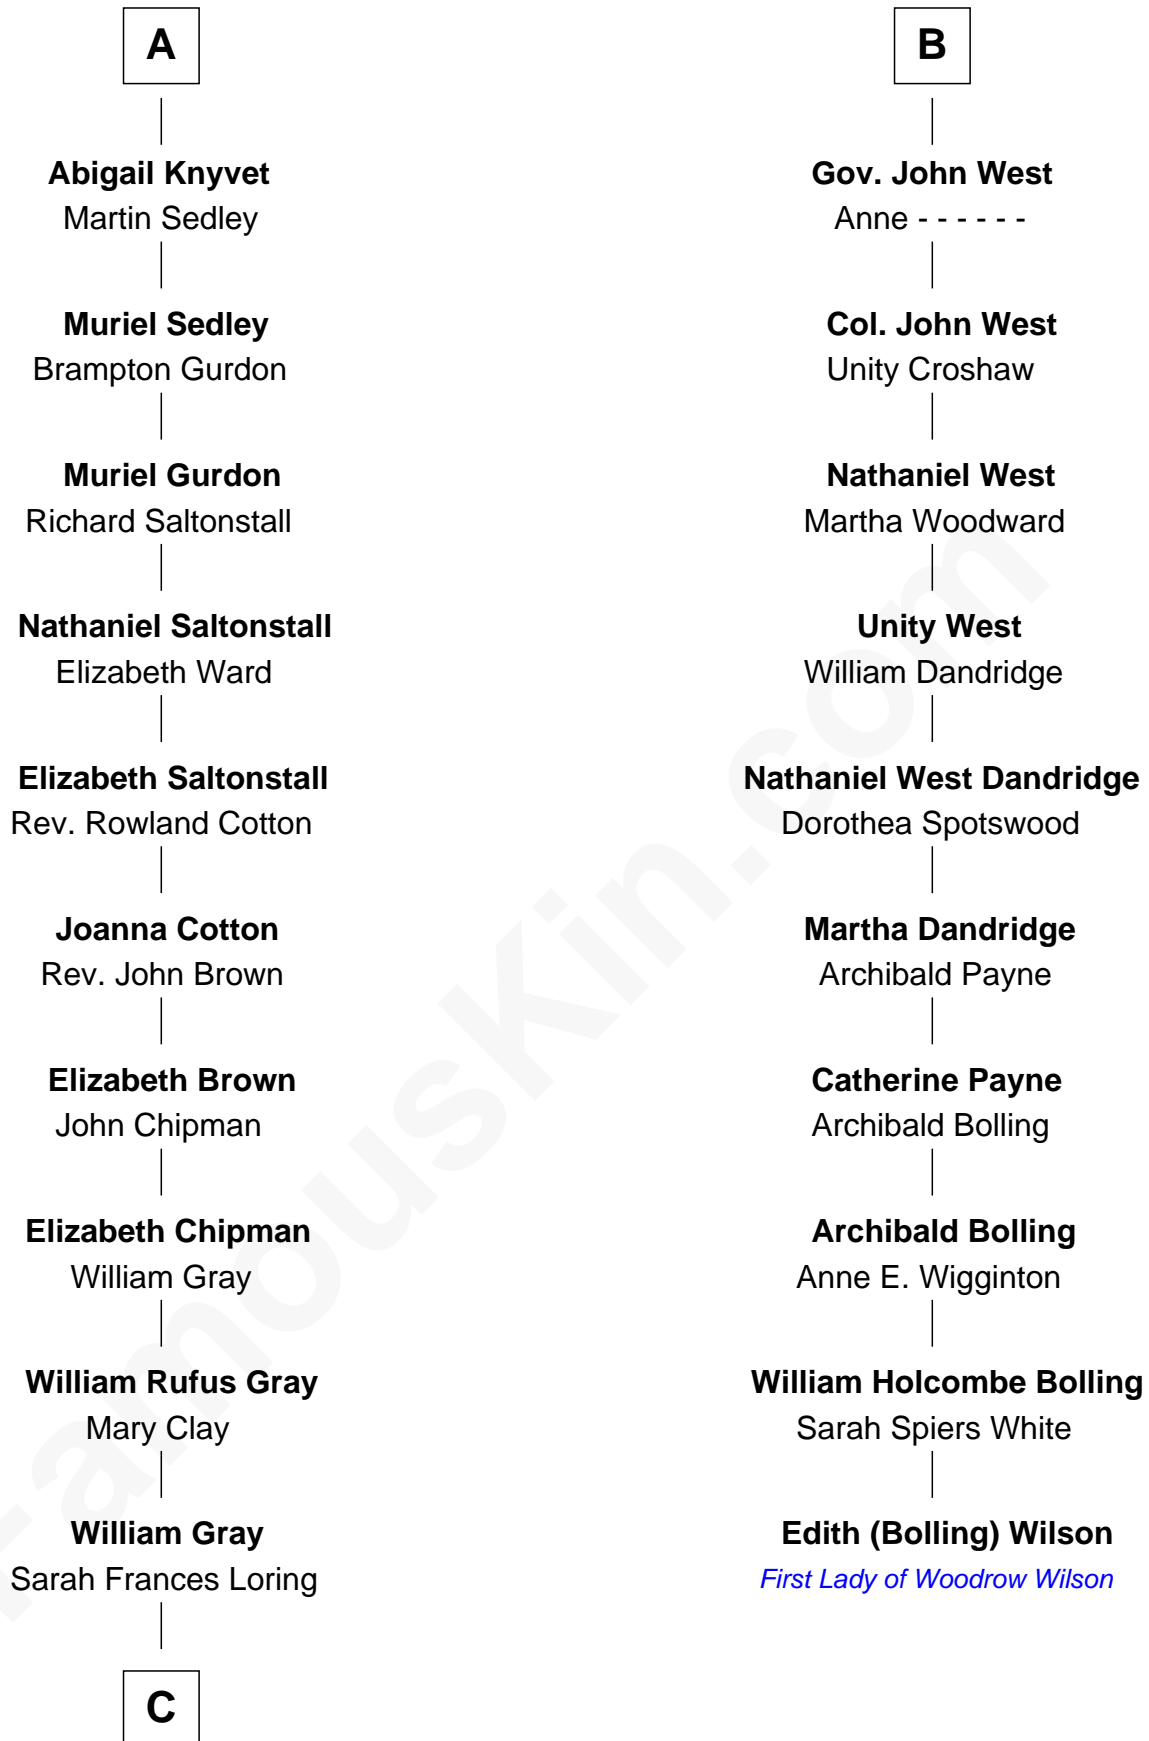 A
Abigail Knyvet
Martin Sedley
Muriel Sedley
Brampton Gurdon
Muriel Gurdon
Richard Saltonstall
Nathaniel Saltonstall
Elizabeth Ward
Elizabeth Saltonstall
Rev. Rowland Cotton
Joanna Cotton
Rev. John Brown
Elizabeth Brown
John Chipman
Elizabeth Chipman
William Gray
William Rufus Gray
Mary Clay
William Gray
Sarah Frances Loring
C
B
Gov. John West
Anne - - - - - -
Col. John West
Unity Croshaw
Nathaniel West
Martha Woodward
Unity West
William Dandridge
Nathaniel West Dandridge
Dorothea Spotswood
Martha Dandridge
Archibald Payne
Catherine Payne
Archibald Bolling
Archibald Bolling
Anne E. Wigginton
William Holcombe Bolling
Sarah Spiers White
Edith (Bolling) Wilson
First Lady of Woodrow Wilson
FamousKin.com